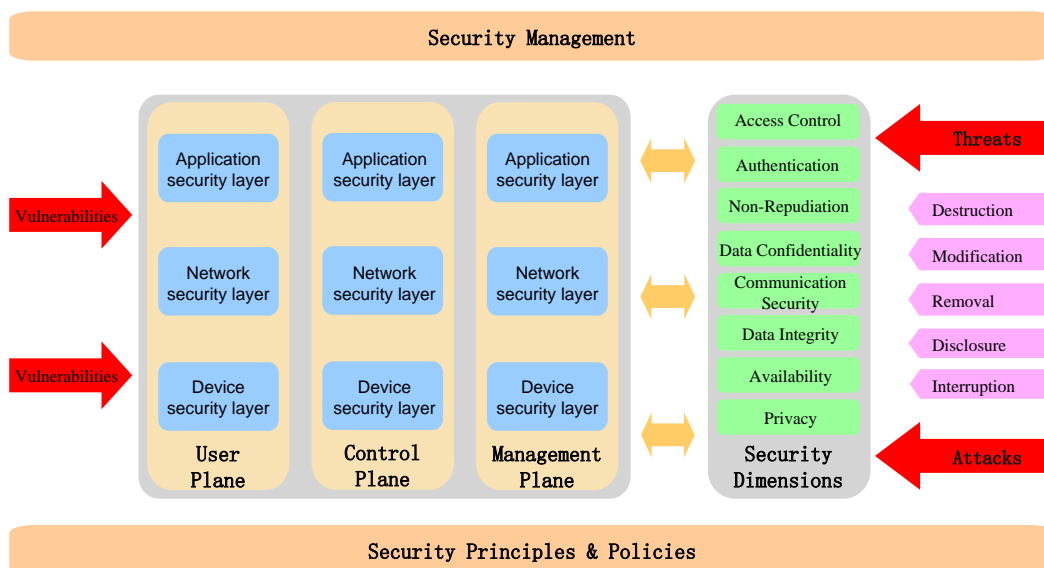 Security Management
Vulnerabilities
Vulnerabilities
Application
security layer
Network
security layer
Device
security layer
User
Plane
Application
security layer
Network
security layer
Device
security layer
Control
Plane
Application
security layer
Network
security layer
Device
security layer
Management
Plane
Access Control
Authentication
Non-Repudiation
Data Confidentiality
Communication
Security
Data Integrity
Availability
Privacy
Security
Dimensions
Threats
Destruction
Modification
Removal
Disclosure
Interruption
Attacks
Security Principles & Policies